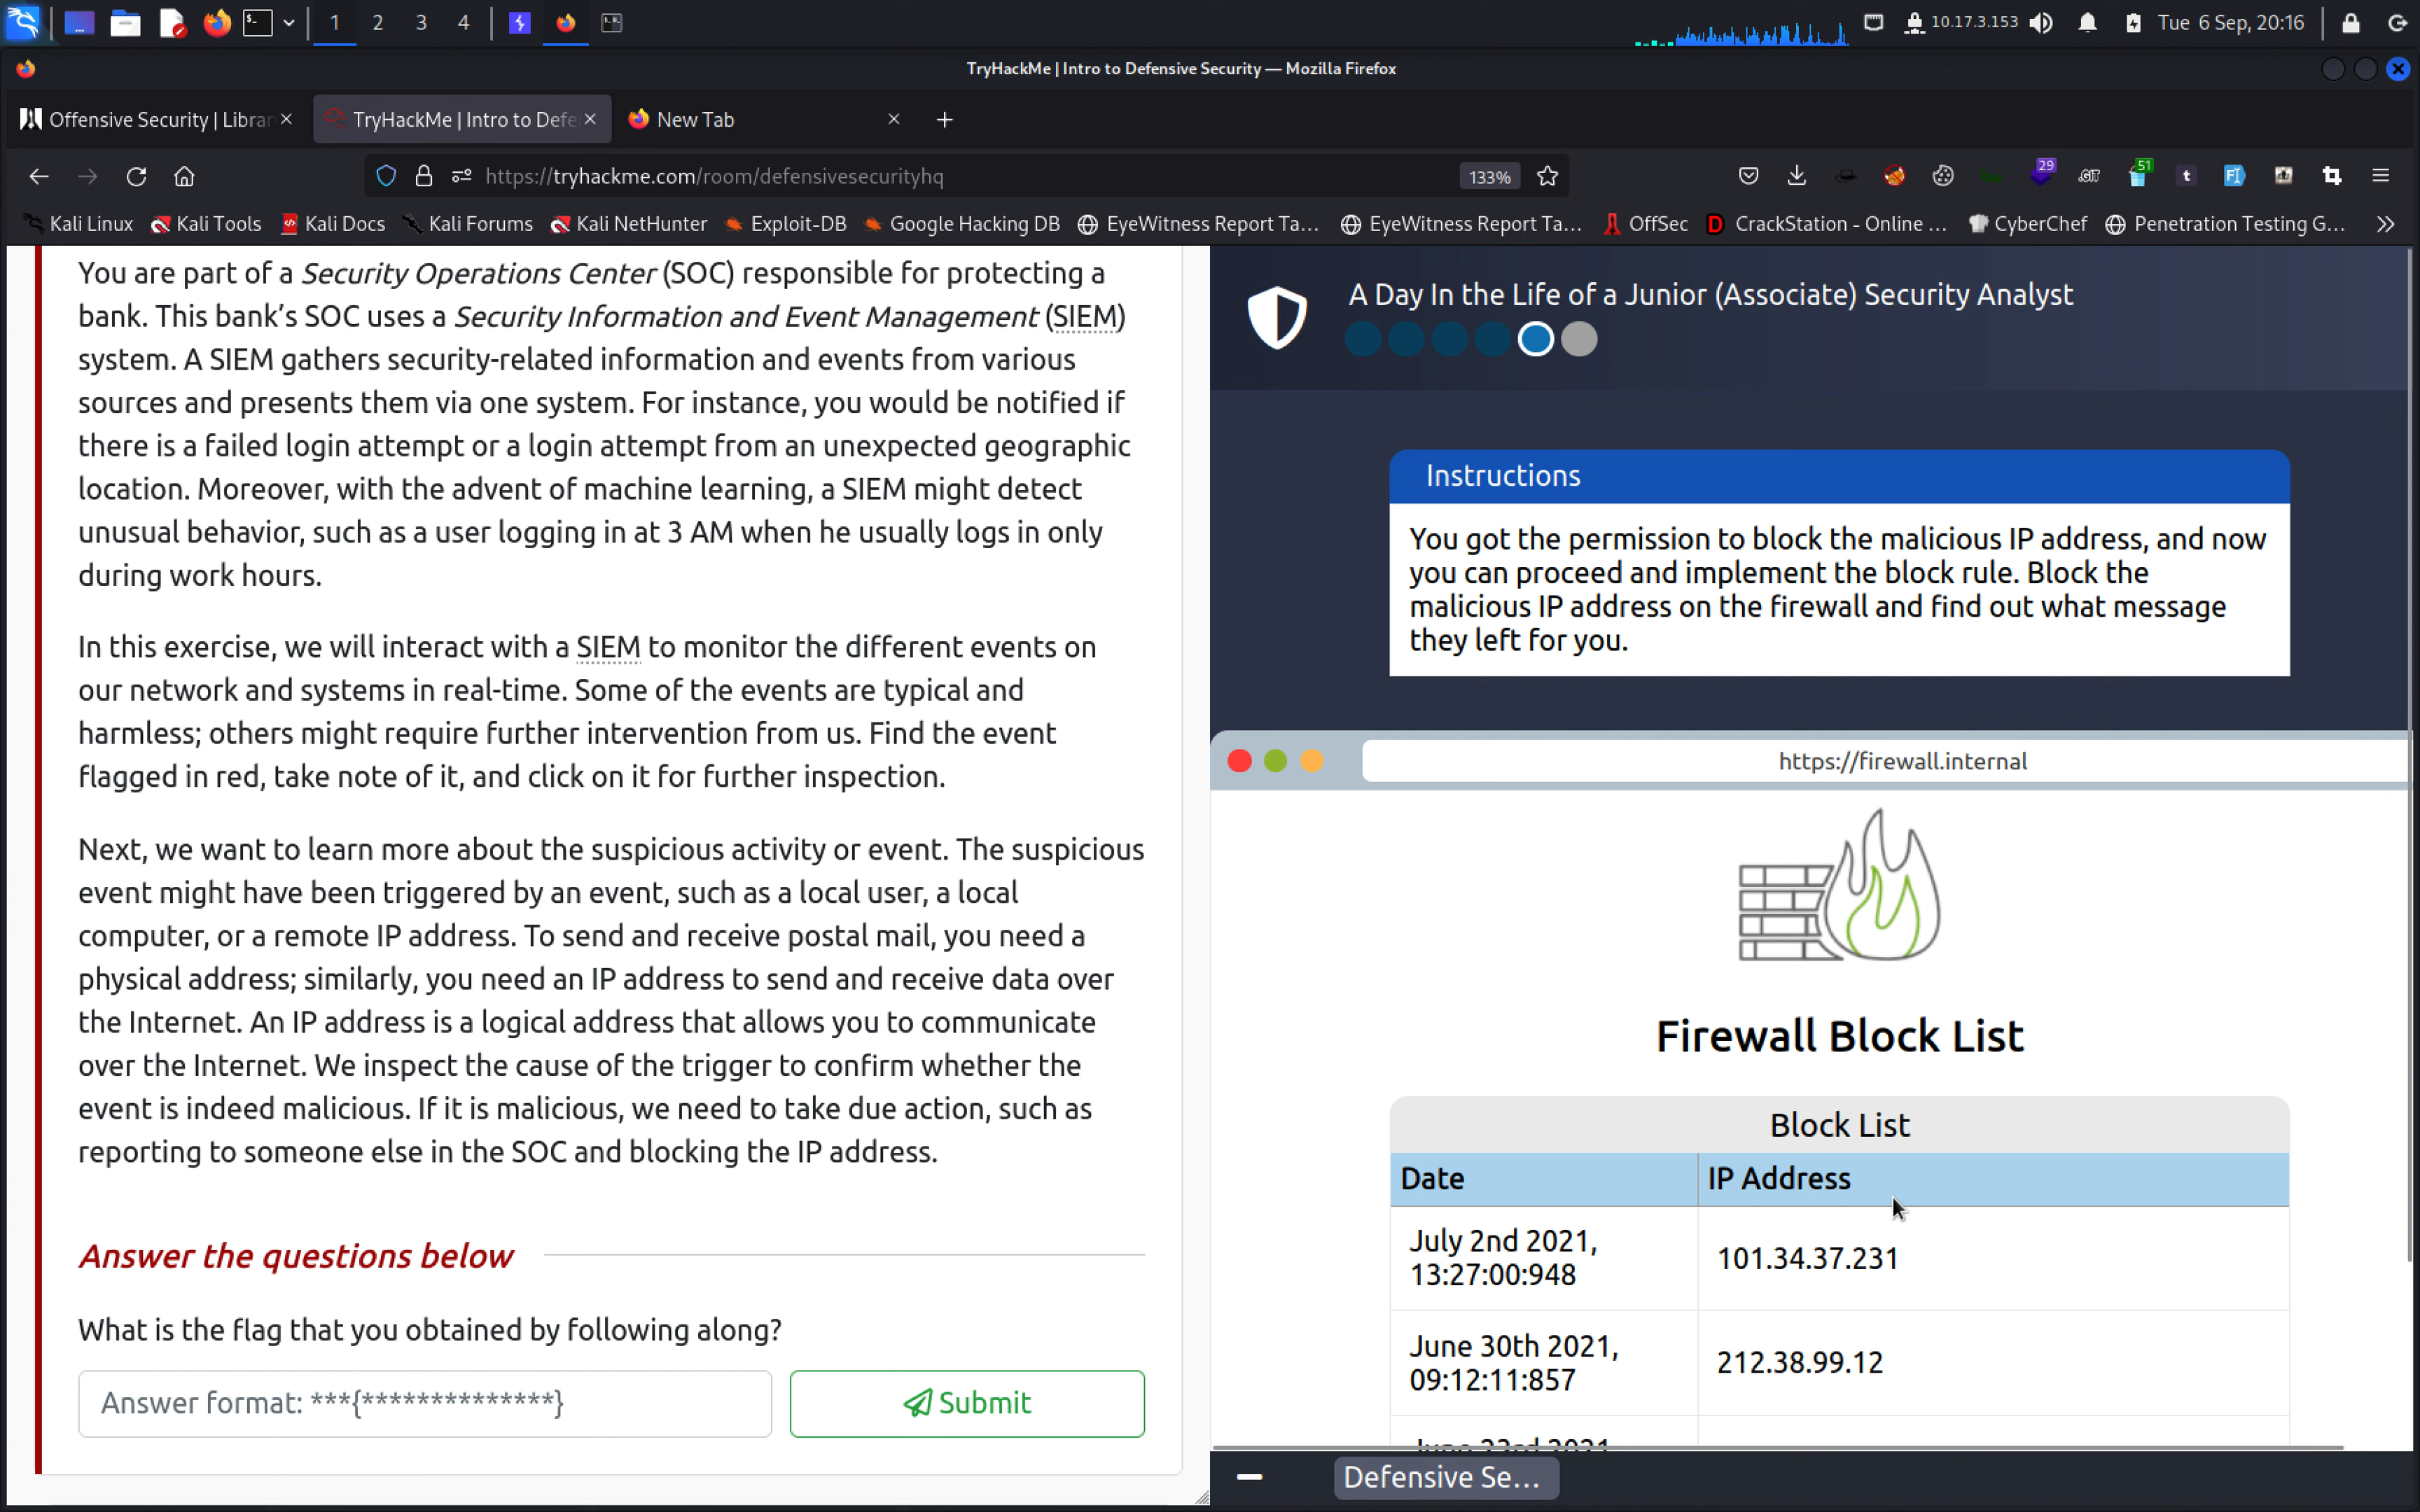 1 2 3 4 10.17.3.153 Tue 6 Sep, 20:16
TryHackMe | Intro to Defensive Security — Mozilla Firefox
Offensive Security | Librar TryHackMe | Intro to Defe New Tab
https://tryhackme.com/room/defensivesecurityhq 133% 29 .GIT 51 t
Kali Linux Kali Tools Kali Docs Kali Forums Kali NetHunter Exploit-DB Google Hacking DB EyeWitness Report Ta… EyeWitness Report Ta… OffSec CrackStation - Online … CyberChef Penetration Testing G…
You are part of a Security Operations Center (SOC) responsible for protecting a
bank. This bank’s SOC uses a Security Information and Event Management (SIEM)
system. A SIEM gathers security-related information and events from various
sources and presents them via one system. For instance, you would be notified if
there is a failed login attempt or a login attempt from an unexpected geographic
location. Moreover, with the advent of machine learning, a SIEM might detect
unusual behavior, such as a user logging in at 3 AM when he usually logs in only
during work hours.
In this exercise, we will interact with a SIEM to monitor the different events on
our network and systems in real-time. Some of the events are typical and
harmless; others might require further intervention from us. Find the event
flagged in red, take note of it, and click on it for further inspection.
Next, we want to learn more about the suspicious activity or event. The suspicious
event might have been triggered by an event, such as a local user, a local
computer, or a remote IP address. To send and receive postal mail, you need a
physical address; similarly, you need an IP address to send and receive data over
the Internet. An IP address is a logical address that allows you to communicate
over the Internet. We inspect the cause of the trigger to confirm whether the
event is indeed malicious. If it is malicious, we need to take due action, such as
reporting to someone else in the SOC and blocking the IP address.
Answer the questions below
What is the flag that you obtained by following along?
Answer format: ***{**************}
Submit
A Day In the Life of a Junior (Associate) Security Analyst
Instructions
You got the permission to block the malicious IP address, and now
you can proceed and implement the block rule. Block the
malicious IP address on the firewall and find out what message
they left for you.
https://firewall.internal
Firewall Block List
Block List
Date IP Address
July 2nd 2021,
13:27:00:948
101.34.37.231
June 30th 2021,
09:12:11:857
212.38.99.12
June 23rd 2021
Defensive Se...